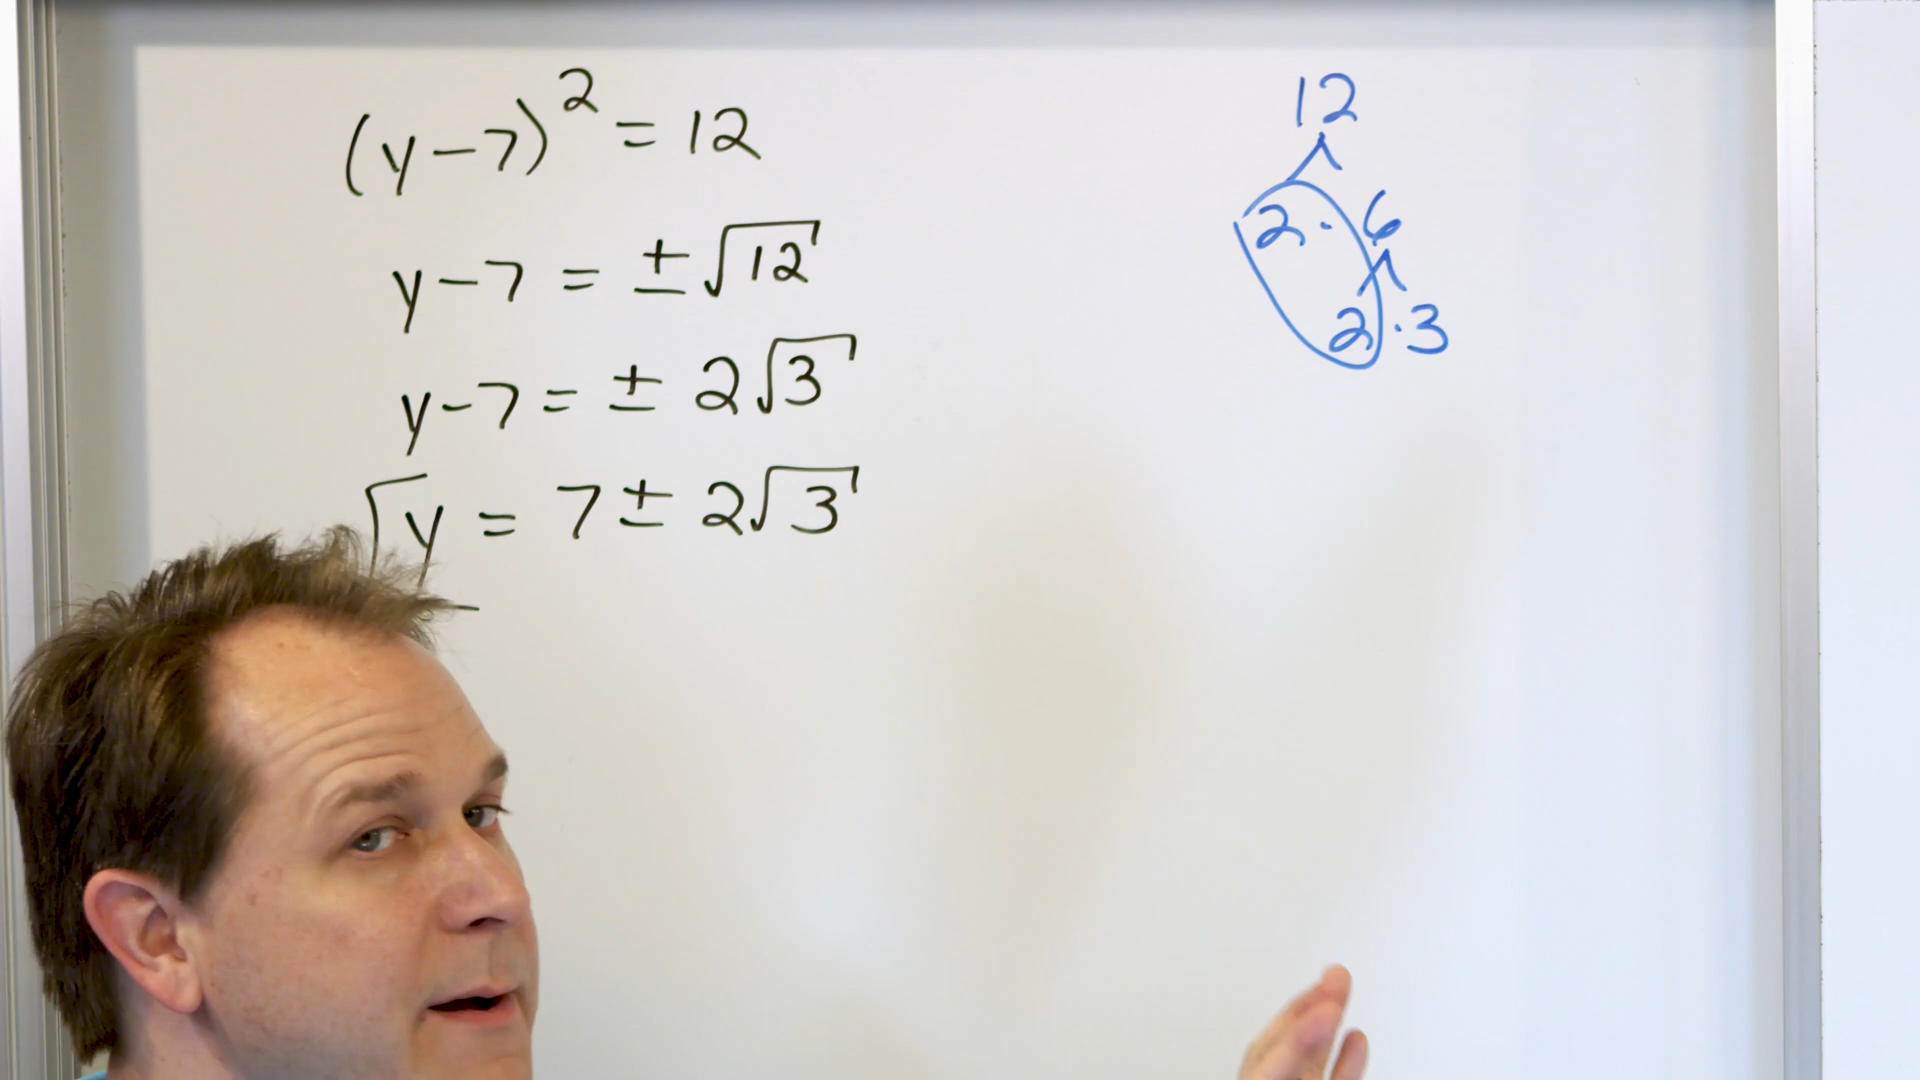 (y-7)² = 12
y-7 = ±√12
y-7 = ± 2√3
y = 7 ± 2√3
12
2 · 6
2 · 3